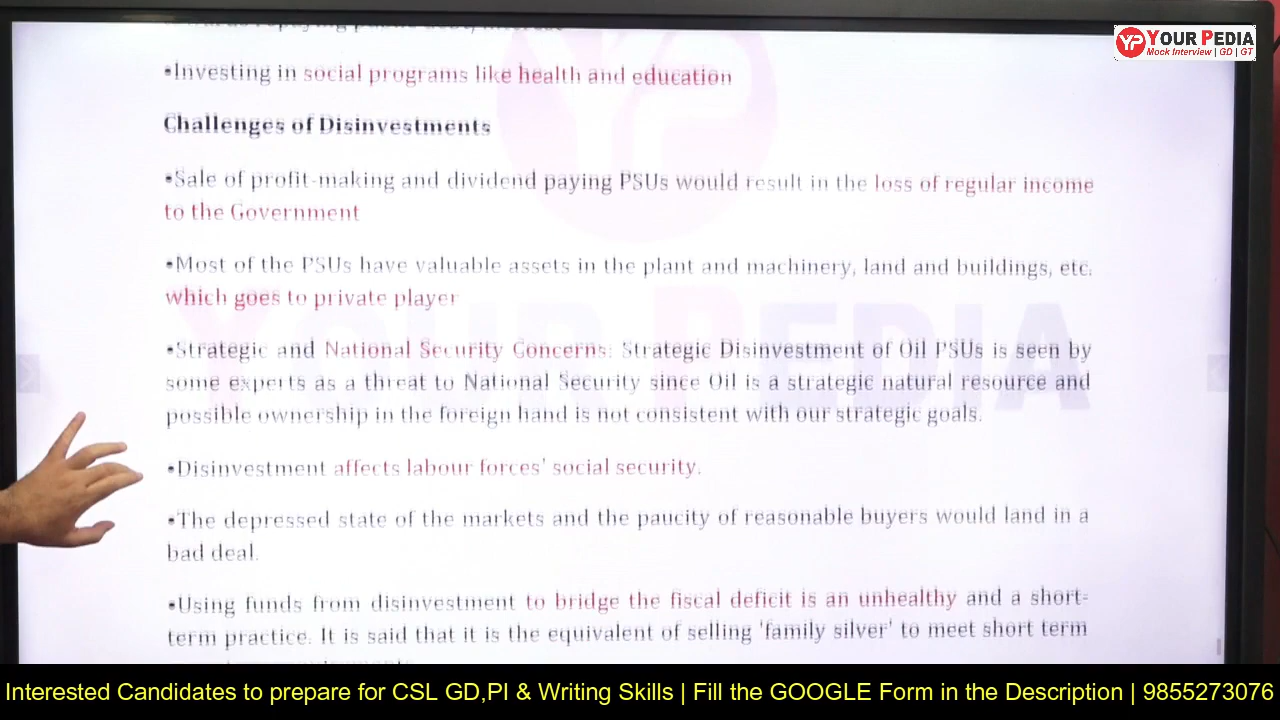 YP YOUR PEDIA
Mock Interview | GD | GT
•Investing in social programs like health and education
Challenges of Disinvestments
•Sale of profit-making and dividend paying PSUs would result in the loss of regular income
to the Government
•Most of the PSUs have valuable assets in the plant and machinery, land and buildings, etc.
which goes to private player
•Strategic and National Security Concerns: Strategic Disinvestment of Oil PSUs is seen by
some experts as a threat to National Security since Oil is a strategic natural resource and
possible ownership in the foreign hand is not consistent with our strategic goals.
•Disinvestment affects labour forces' social security.
•The depressed state of the markets and the paucity of reasonable buyers would land in a
bad deal.
•Using funds from disinvestment to bridge the fiscal deficit is an unhealthy and a short-
term practice. It is said that it is the equivalent of selling 'family silver' to meet short term
YOUR PEDIA
Interested Candidates to prepare for CSL GD,PI & Writing Skills | Fill the GOOGLE Form in the Description | 9855273076